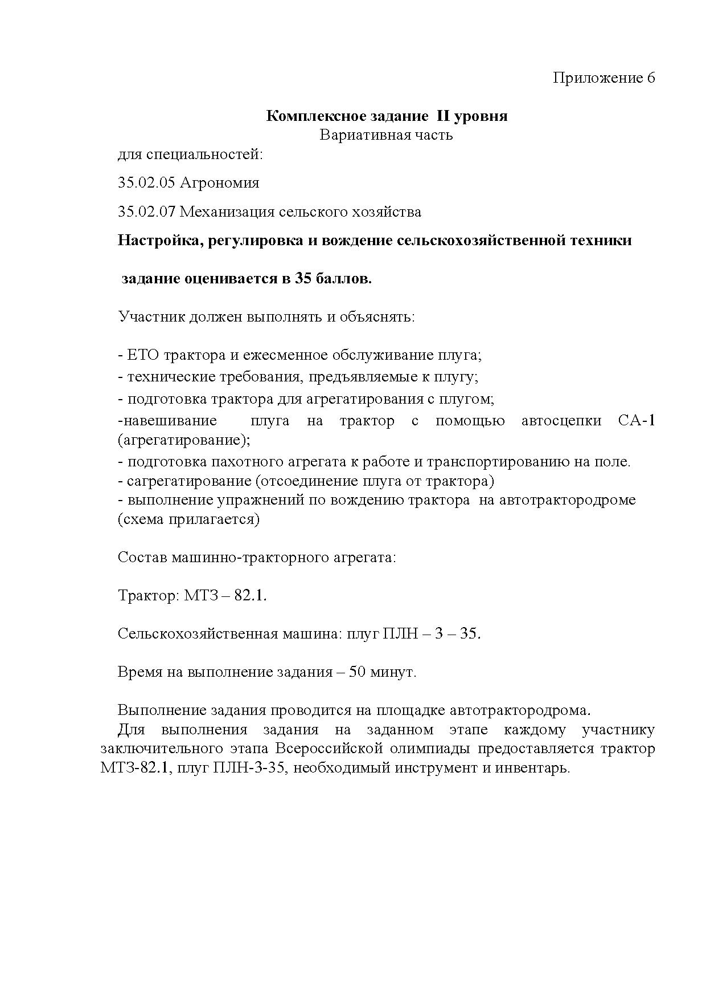 Приложение 6
Комплексное задание  II уровня
Вариативная часть
для специальностей:
35.02.05 Агрономия
35.02.07 Механизация сельского хозяйства
Настройка, регулировка и вождение сельскохозяйственной техники
задание оценивается в 35 баллов.
Участник должен выполнять и объяснять:
- ЕТО трактора и ежесменное обслуживание плуга;
- технические требования, предъявляемые к плугу;
- подготовка трактора для агрегатирования с плугом;
-навешивание плуга на трактор с помощью автосцепки СА-1
(агрегатирование);
- подготовка пахотного агрегата к работе и транспортированию на поле.
- сагрегатирование (отсоединение плуга от трактора)
- выполнение упражнений по вождению трактора  на автотрактородроме
(схема прилагается)
Состав машинно-тракторного агрегата:
Трактор: МТЗ – 82.1.
Сельскохозяйственная машина: плуг ПЛН – 3 – 35.
Время на выполнение задания – 50 минут.
Выполнение задания проводится на площадке автотрактородрома.
Для выполнения задания на заданном этапе каждому участнику
заключительного этапа Всероссийской олимпиады предоставляется трактор
МТЗ-82.1, плуг ПЛН-3-35, необходимый инструмент и инвентарь.